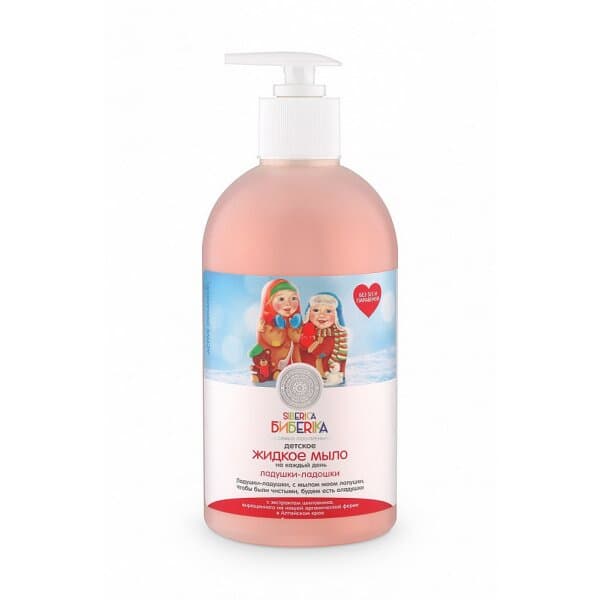 БЕЗ SLS И
ПАРАБЕНОВ
SIBERICA
БИБЕRIKA
детское
жидкое мыло
на каждый день
ладушки-ладошки
Ладушки-ладушки, с мылом моем лапушки,
чтобы были чистыми, будем есть оладушки
с экстрактом шиповника,
выращенного на нашей органической ферме
в Алтайском крае